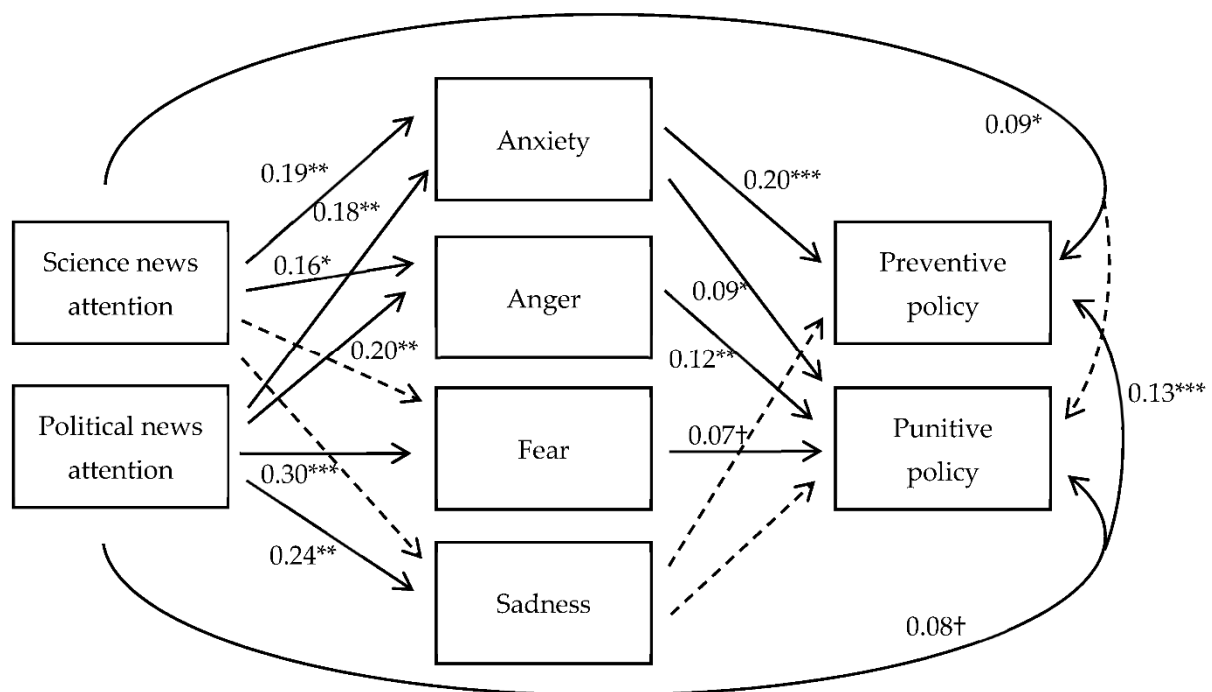 Anxiety
0.09*
0.19**
0.20***
0.18**
Science news
attention
0.16*
Anger
Preventive
policy
0.09*
0.20**
0.12**
Political news
attention
0.30***
Fear
0.07†
Punitive
policy
0.13***
0.24**
Sadness
0.08†